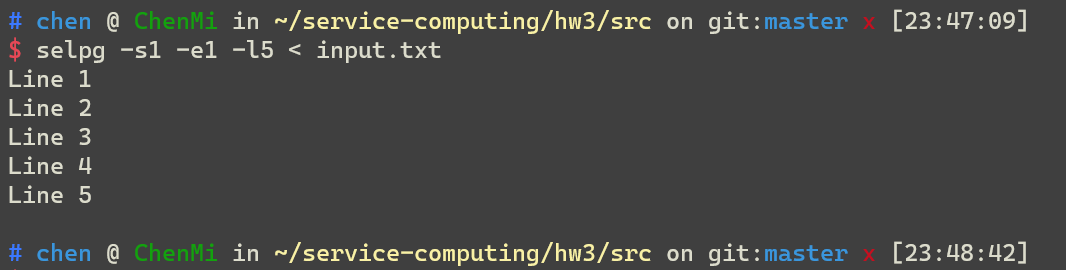 # chen @ ChenMi in ~/service-computing/hw3/src on git:master x [23:47:09]
$ selpg -s1 -e1 -l5 < input.txt
Line 1
Line 2
Line 3
Line 4
Line 5
# chen @ ChenMi in ~/service-computing/hw3/src on git:master x [23:48:42]